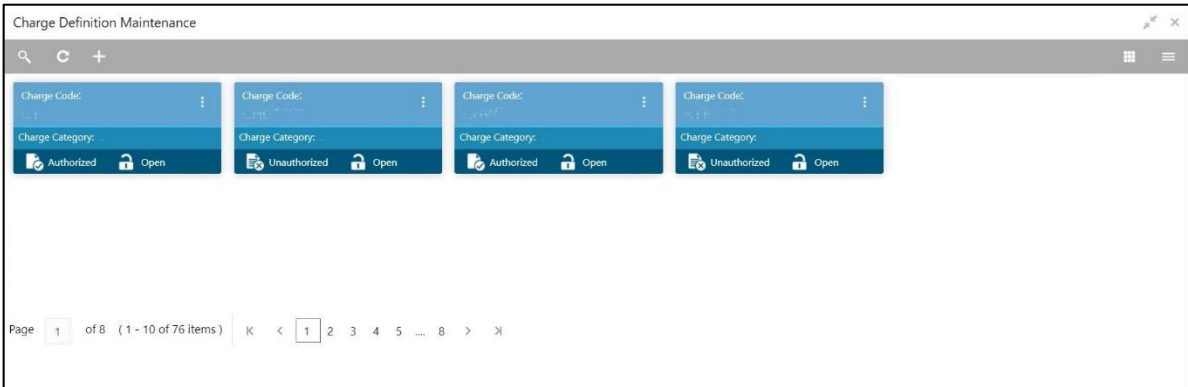 Charge Definition Maintenance
Charge Code: Charge Code: Charge Code: Charge Code:
Charge Category: Charge Category: Charge Category: Charge Category:
Authorized Open Unauthorized Open Authorized Open Unauthorized Open
Page 1 of 8 ( 1 - 10 of 76 items ) 1 2 3 4 5 ... 8